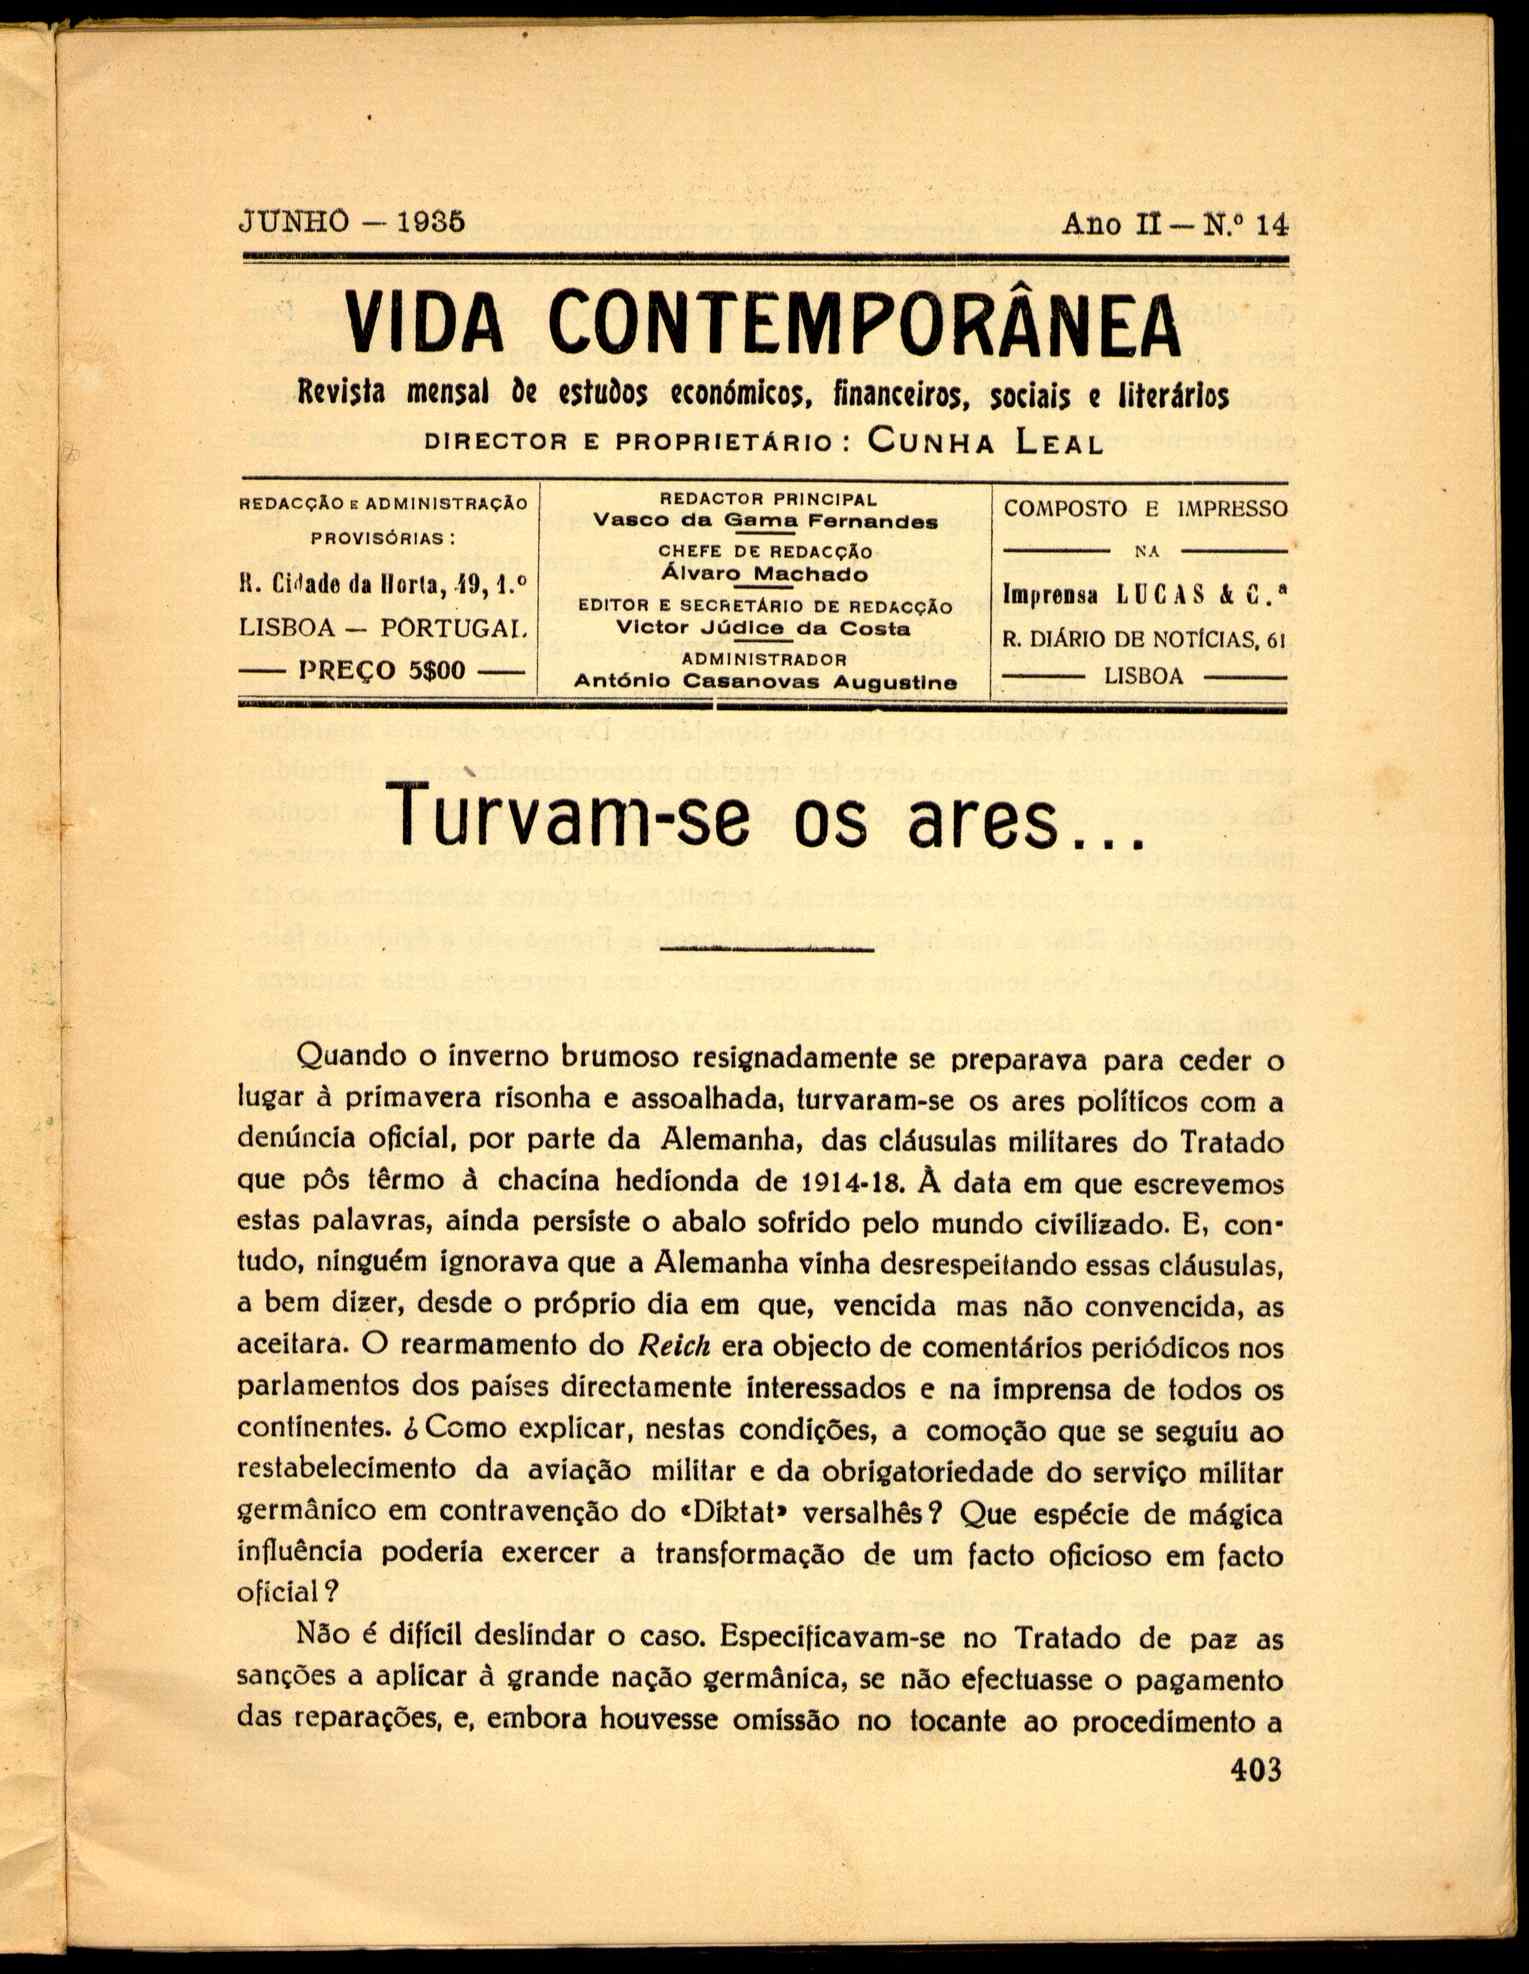 JUNHO — 1935
Ano II — N.º 14
VIDA CONTEMPORÂNEA
Revista mensal de estudos económicos, financeiros, sociais e literários
DIRECTOR E PROPRIETÁRIO: CUNHA LEAL
REDACÇÃO E ADMINISTRAÇÃO
PROVISÓRIAS:
R. Cidade da Horta, 49, 1.º
LISBOA — PORTUGAL
— PREÇO 5$00 —
REDACTOR PRINCIPAL
Vasco da Gama Fernandes
CHEFE DE REDACÇÃO
Álvaro Machado
EDITOR E SECRETÁRIO DE REDACÇÃO
Victor Júdice da Costa
ADMINISTRADOR
António Casanovas Augustine
COMPOSTO E IMPRESSO
— NA —
Imprensa LUCAS & C.ª
R. DIÁRIO DE NOTÍCIAS, 61
— LISBOA —
Turvam-se os ares...
Quando o inverno brumoso resignadamente se preparava para ceder o
lugar à primavera risonha e assoalhada, turvaram-se os ares políticos com a
denúncia oficial, por parte da Alemanha, das cláusulas militares do Tratado
que pôs têrmo à chacina hedionda de 1914-18. À data em que escrevemos
estas palavras, ainda persiste o abalo sofrido pelo mundo civilizado. E, con-
tudo, ninguém ignorava que a Alemanha vinha desrespeitando essas cláusulas,
a bem dizer, desde o próprio dia em que, vencida mas não convencida, as
aceitara. O rearmamento do Reich era objecto de comentários periódicos nos
parlamentos dos países directamente interessados e na imprensa de todos os
continentes. ¿Como explicar, nestas condições, a comoção que se seguiu ao
restabelecimento da aviação militar e da obrigatoriedade do serviço militar
germânico em contravenção do «Diktat» versalhês? Que espécie de mágica
influência poderia exercer a transformação de um facto oficioso em facto
oficial?
Não é difícil deslindar o caso. Especificavam-se no Tratado de paz as
sanções a aplicar à grande nação germânica, se não efectuasse o pagamento
das reparações, e, embora houvesse omissão no tocante ao procedimento a
403